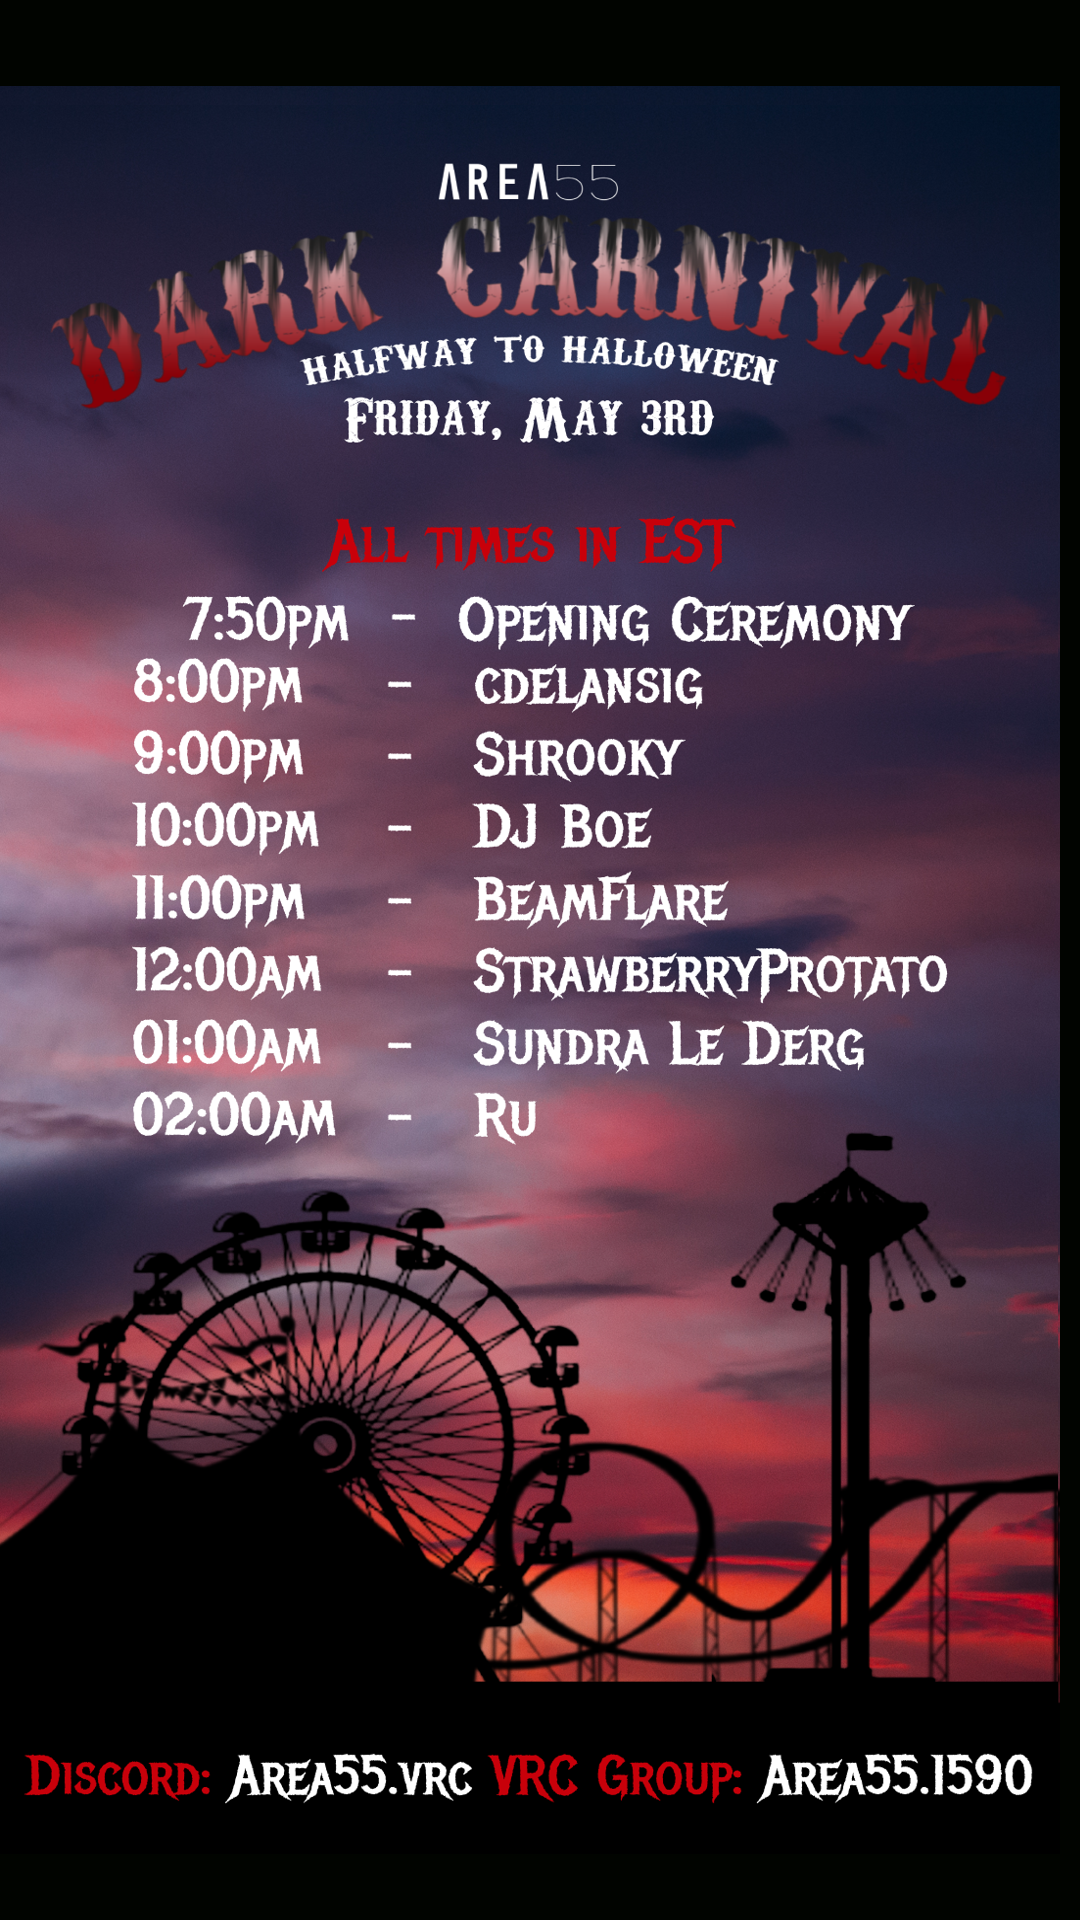 AREA55
DARK CARNIVAL
HALFWAY TO HALLOWEEN
FRIDAY, MAY 3RD
ALL TIMES IN EST
7:50PM - OPENING CEREMONY
8:00PM - CDELANSIG
9:00PM - SHROOKY
10:00PM - DJ BOE
11:00PM - BEAMFLARE
12:00AM - STRAWBERRYPROTATO
01:00AM - SUNDRA LE DERG
02:00AM - RU
DISCORD: AREA55.VRC VRC GROUP: AREA55.1590